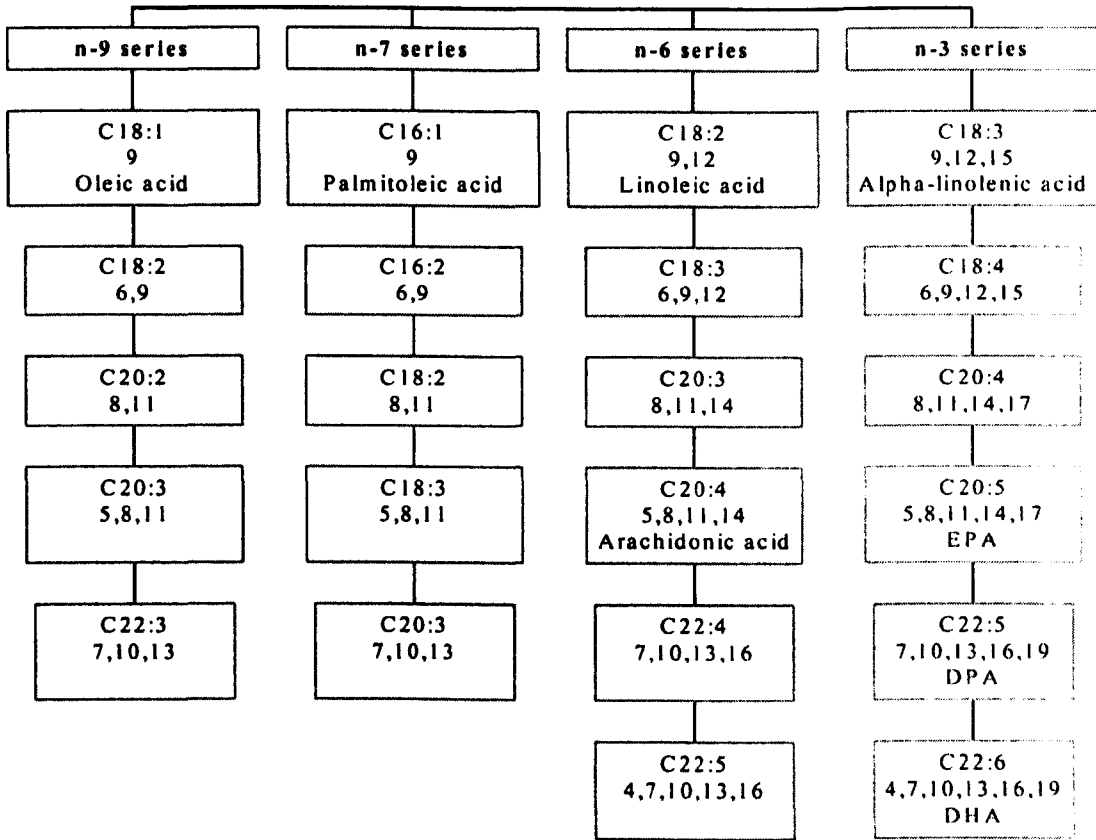 n-9 series
C18:1
9
Oleic acid
C18:2
6,9
C20:2
8,11
C20:3
5,8,11
C22:3
7,10,13
n-7 series
C16:1
9
Palmitoleic acid
C16:2
6,9
C18:2
8,11
C18:3
5,8,11
C20:3
7,10,13
n-6 series
C18:2
9,12
Linoleic acid
C18:3
6,9,12
C20:3
8,11,14
C20:4
5,8,11,14
Arachidonic acid
C22:4
7,10,13,16
C22:5
4,7,10,13,16
n-3 series
C18:3
9,12,15
Alpha-linolenic acid
C18:4
6,9,12,15
C20:4
8,11,14,17
C20:5
5,8,11,14,17
EPA
C22:5
7,10,13,16,19
DPA
C22:6
4,7,10,13,16,19
DHA